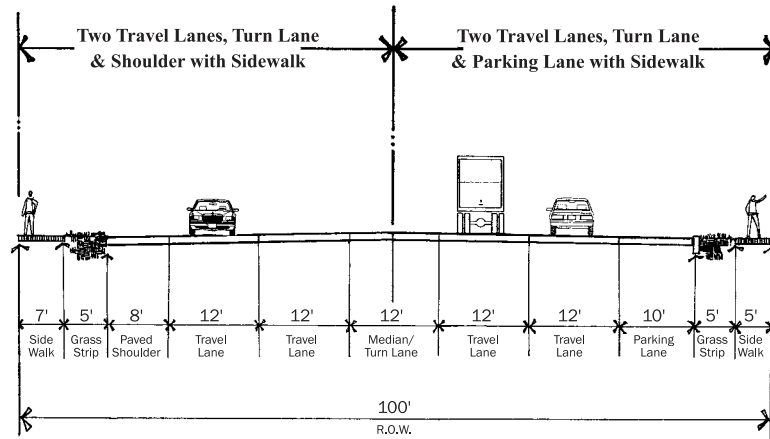 Two Travel Lanes, Turn Lane
& Shoulder with Sidewalk
Two Travel Lanes, Turn Lane
& Parking Lane with Sidewalk
7' 5' 8' 12' 12' 12' 12' 12' 10' 5' 5'
Side Walk
Grass Strip
Paved Shoulder
Travel Lane
Travel Lane
Median/ Turn Lane
Travel Lane
Travel Lane
Parking Lane
Grass Strip
Side Walk
100'
R.O.W.